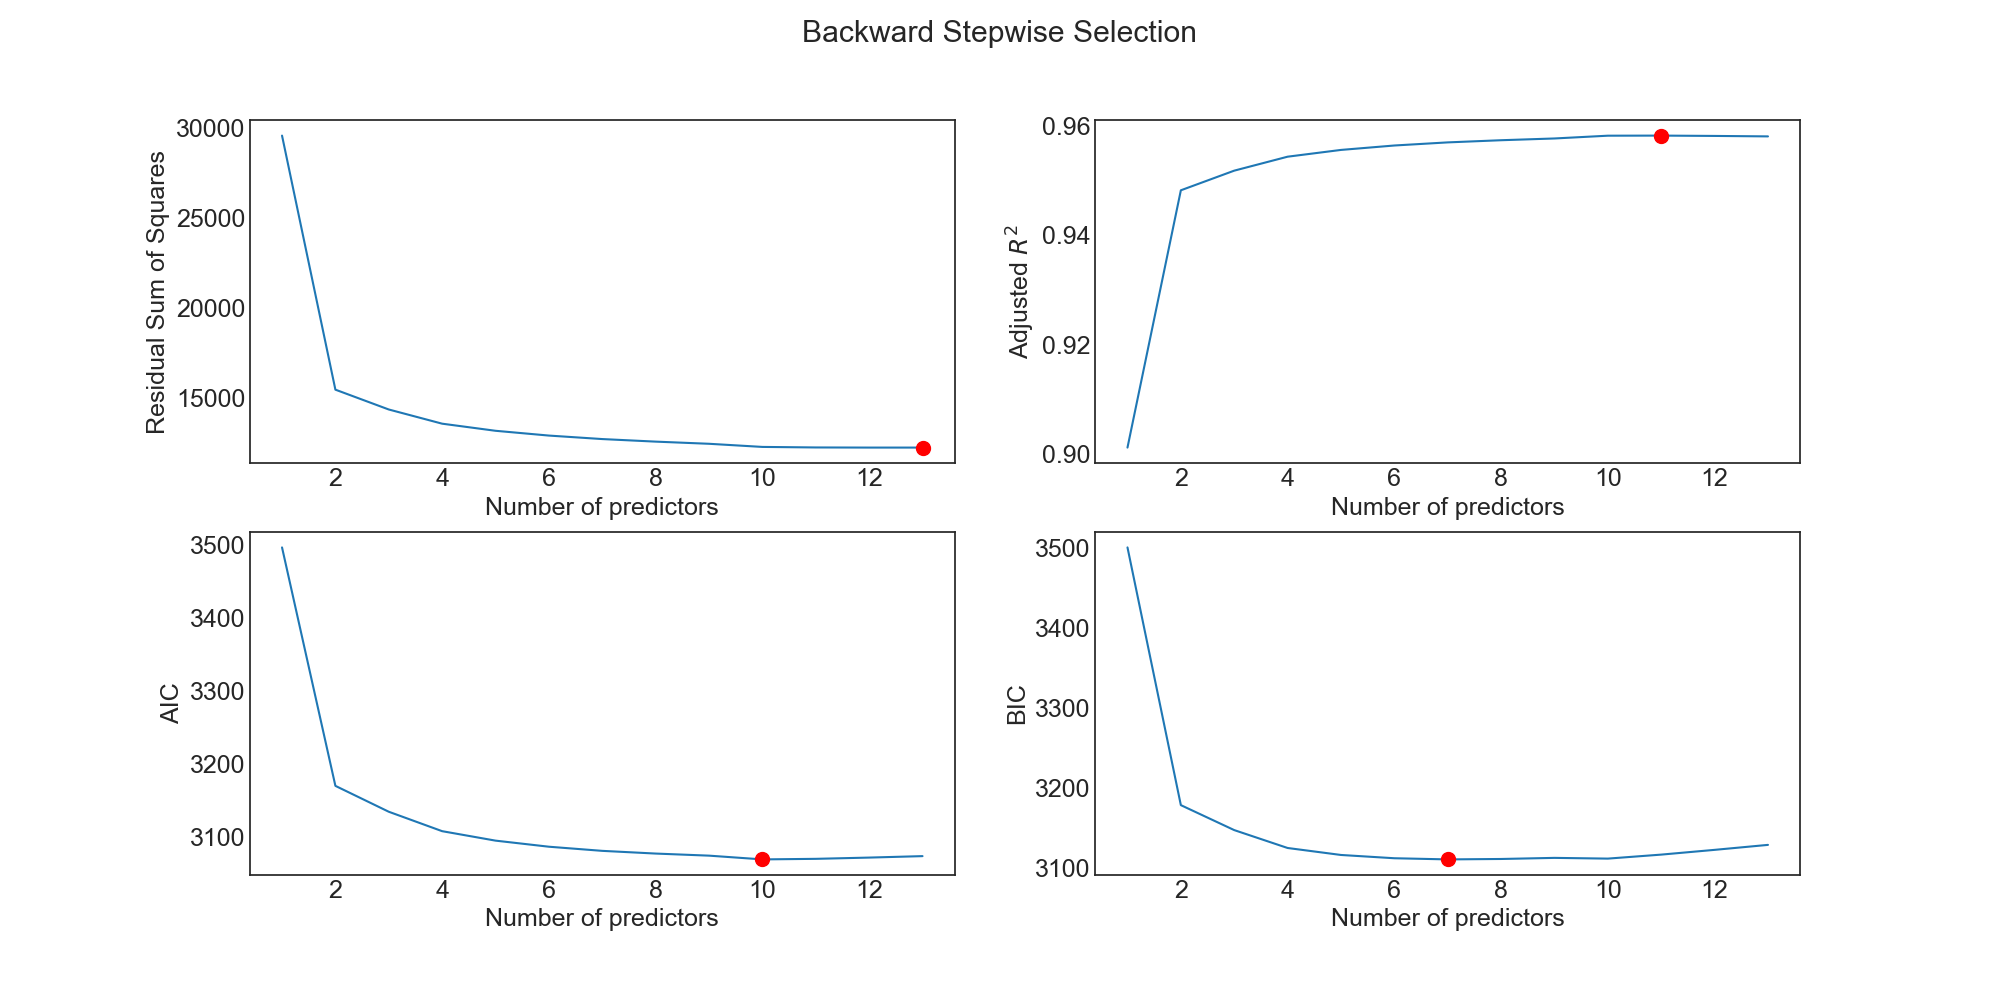 Backward Stepwise Selection
Residual Sum of Squares
30000
25000
20000
15000
2 4 6 8 10 12
Number of predictors
Adjusted R²
0.96
0.94
0.92
0.90
2 4 6 8 10 12
Number of predictors
AIC
3500
3400
3300
3200
3100
2 4 6 8 10 12
Number of predictors
BIC
3500
3400
3300
3200
3100
2 4 6 8 10 12
Number of predictors